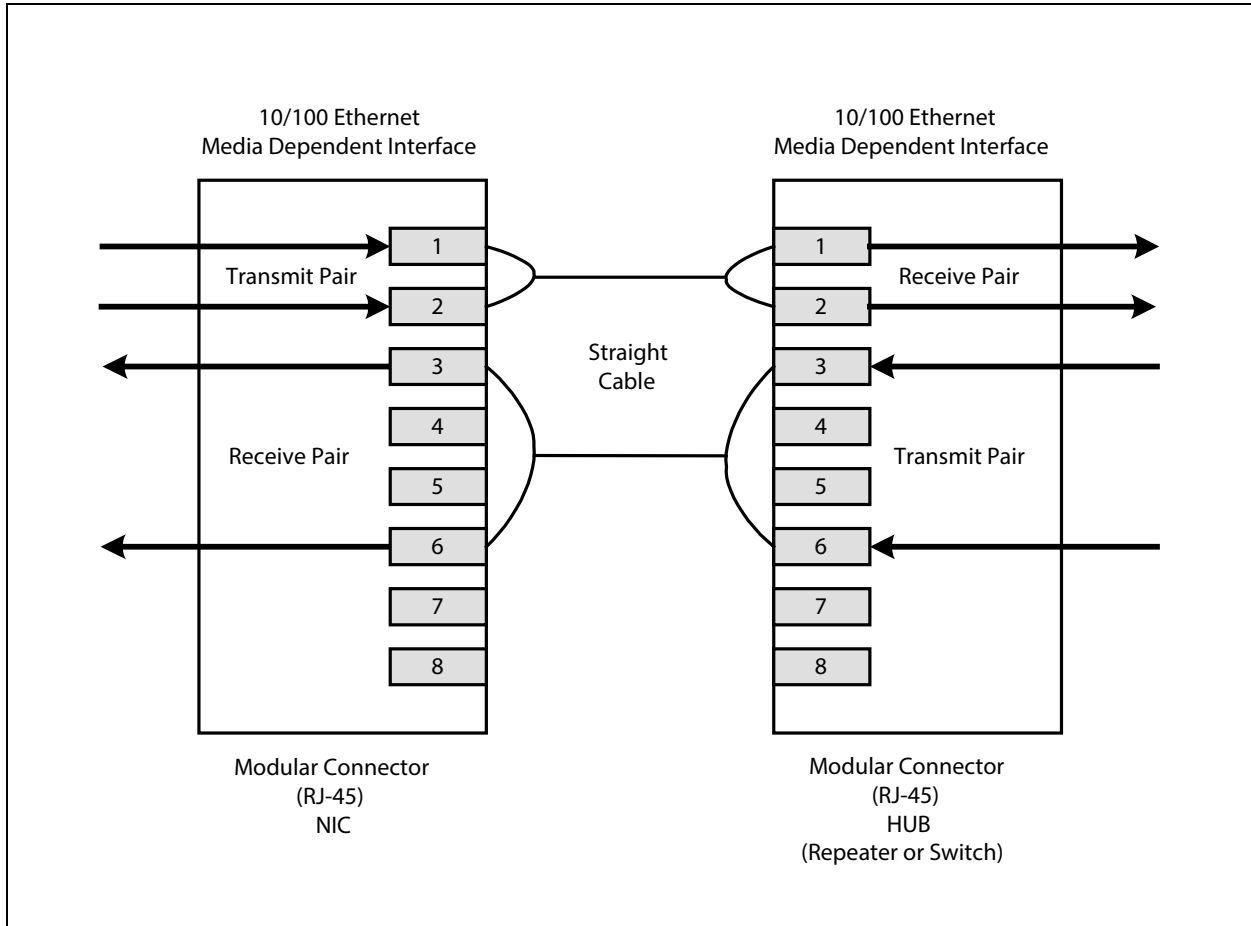 10/100 Ethernet
Media Dependent Interface
1
Transmit Pair
2
3
4
Receive Pair
5
6
7
8
Modular Connector
(RJ-45)
NIC
Straight
Cable
10/100 Ethernet
Media Dependent Interface
1
Receive Pair
2
3
4
Transmit Pair
5
6
7
8
Modular Connector
(RJ-45)
HUB
(Repeater or Switch)